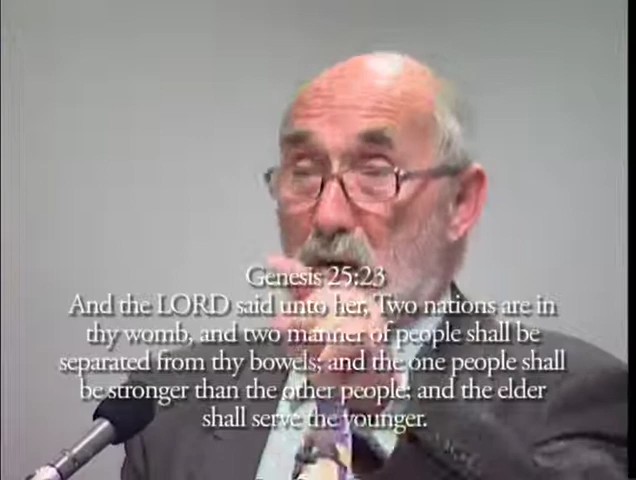 Genesis 25:23
And the LORD said unto her, Two nations are in
thy womb, and two manner of people shall be
separated from thy bowels; and the one people shall
be stronger than the other people; and the elder
shall serve the younger.